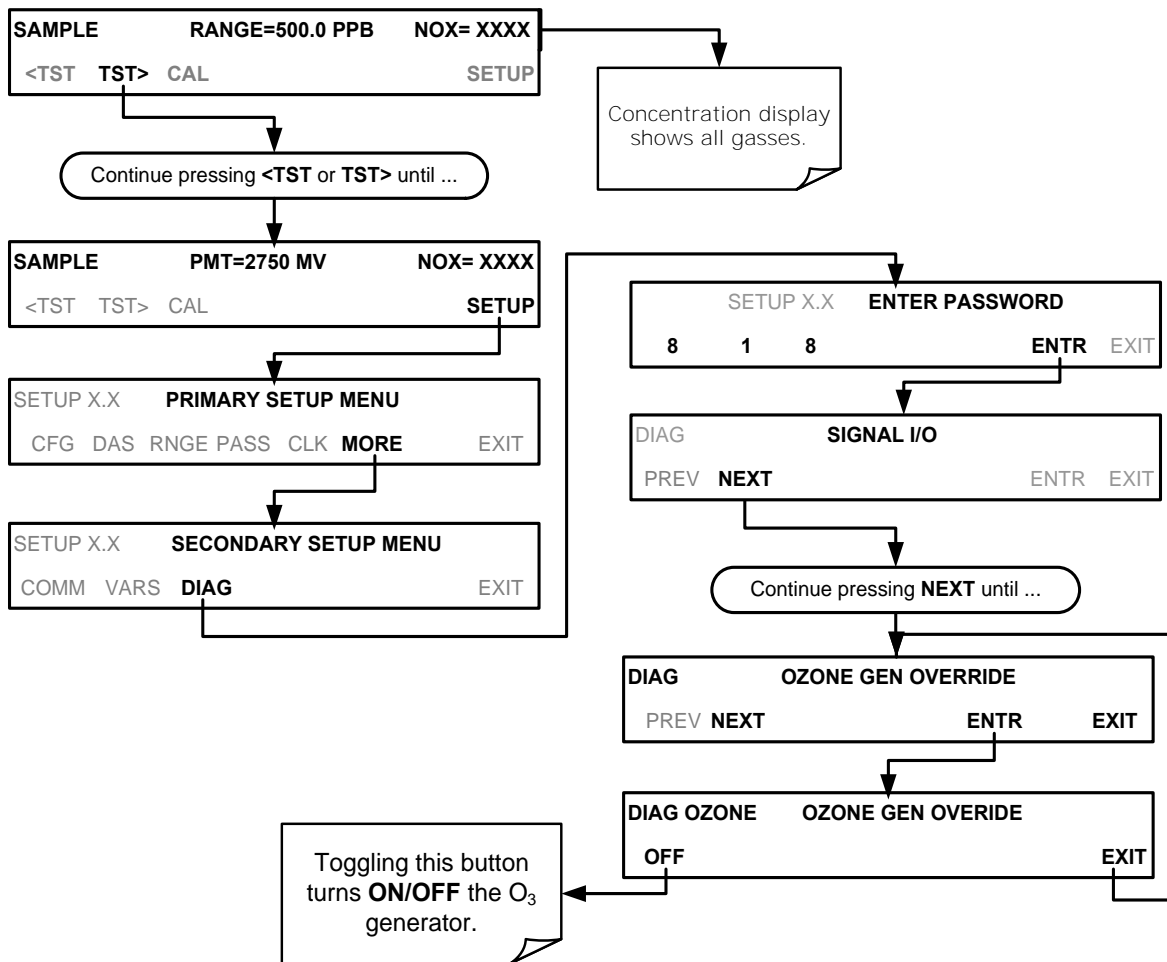 SAMPLE RANGE=500.0 PPB NOX= XXXX
<TST TST> CAL SETUP
Concentration display
shows all gasses.
Continue pressing <TST or TST> until ...
SAMPLE PMT=2750 MV NOX= XXXX
<TST TST> CAL SETUP
SETUP X.X PRIMARY SETUP MENU
CFG DAS RNGE PASS CLK MORE EXIT
SETUP X.X SECONDARY SETUP MENU
COMM VARS DIAG EXIT
SETUP X.X ENTER PASSWORD
8 1 8 ENTR EXIT
DIAG SIGNAL I/O
PREV NEXT ENTR EXIT
Continue pressing NEXT until ...
DIAG OZONE GEN OVERRIDE
PREV NEXT ENTR EXIT
DIAG OZONE OZONE GEN OVERIDE
OFF EXIT
Toggling this button
turns ON/OFF the O₃
generator.